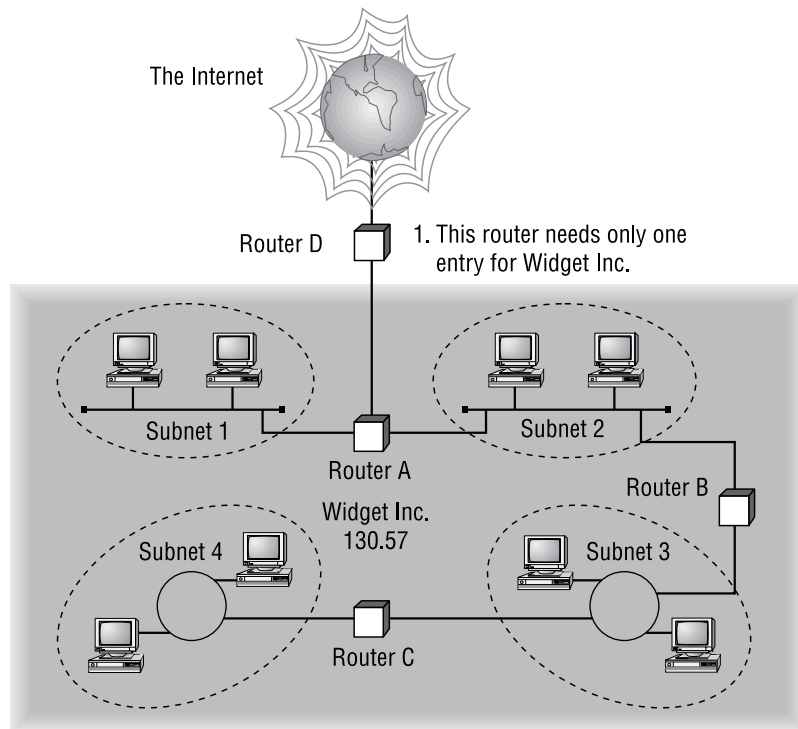 The Internet
Router D
1. This router needs only one
entry for Widget Inc.
Subnet 1
Subnet 2
Router A
Router B
Widget Inc.
130.57
Subnet 4
Subnet 3
Router C